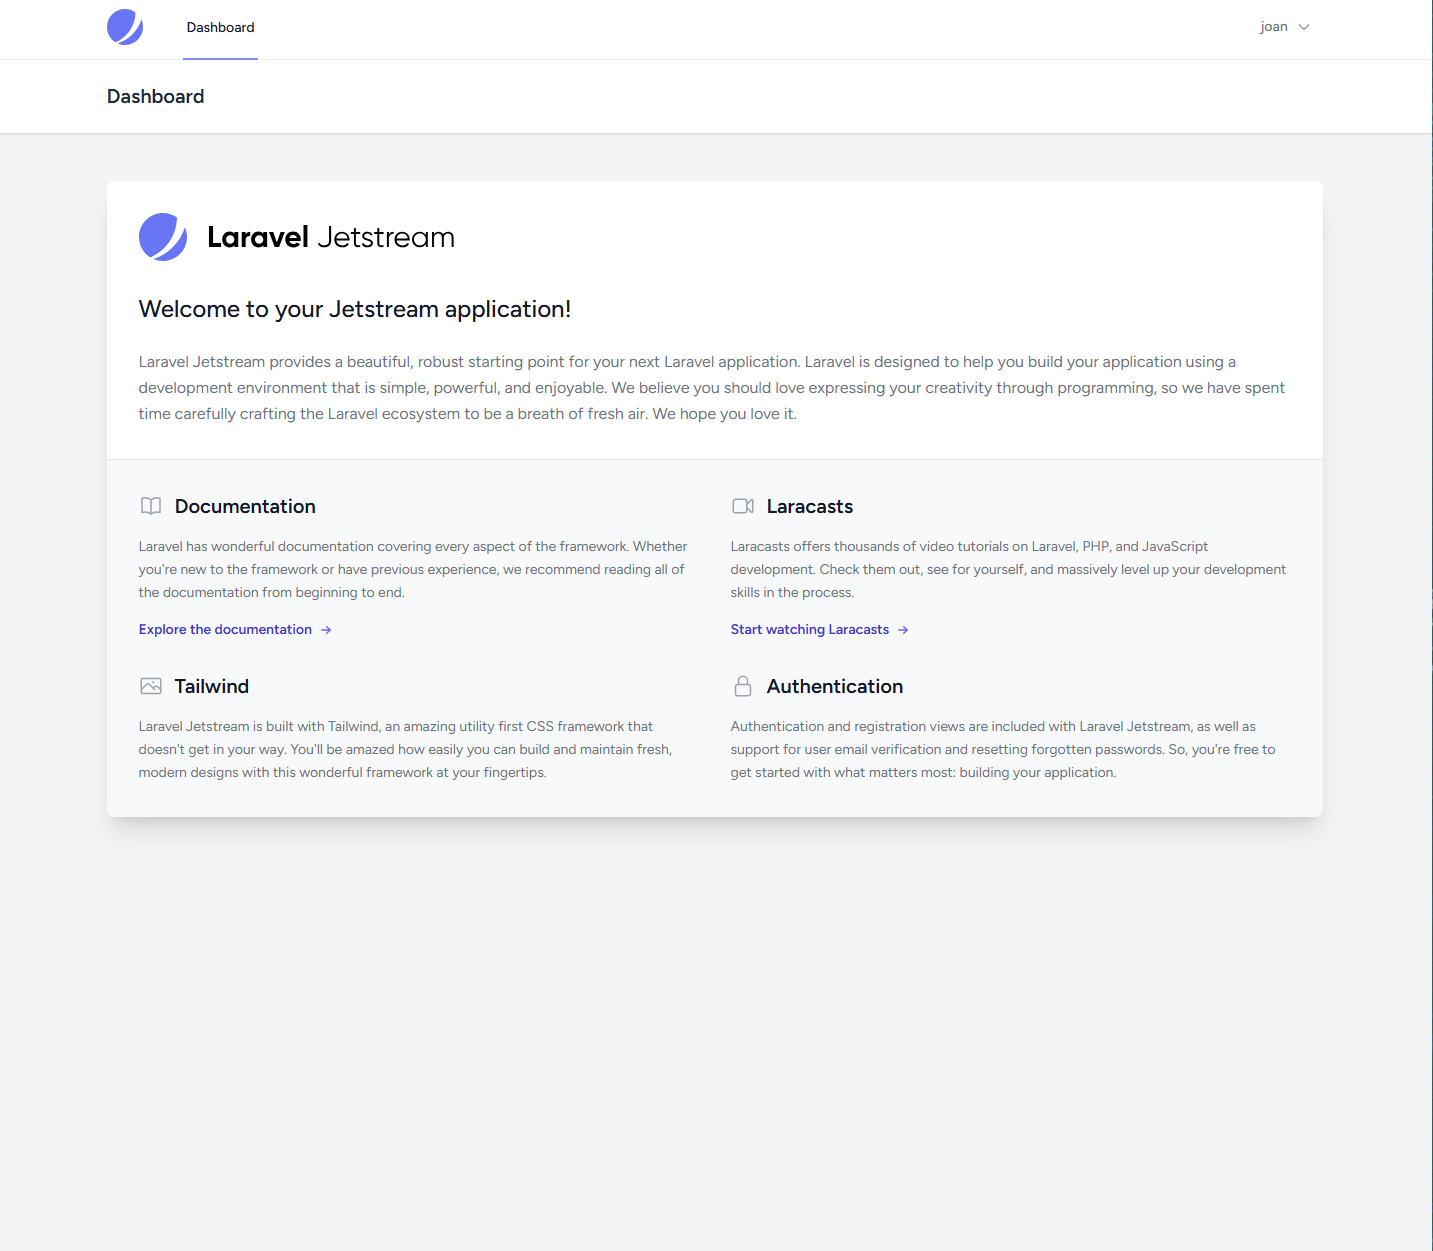 Dashboard
joan
Dashboard
Laravel Jetstream
Welcome to your Jetstream application!
Laravel Jetstream provides a beautiful, robust starting point for your next Laravel application. Laravel is designed to help you build your application using a
development environment that is simple, powerful, and enjoyable. We believe you should love expressing your creativity through programming, so we have spent
time carefully crafting the Laravel ecosystem to be a breath of fresh air. We hope you love it.
Documentation
Laravel has wonderful documentation covering every aspect of the framework. Whether
you're new to the framework or have previous experience, we recommend reading all of
the documentation from beginning to end.
Explore the documentation →
Laracasts
Laracasts offers thousands of video tutorials on Laravel, PHP, and JavaScript
development. Check them out, see for yourself, and massively level up your development
skills in the process.
Start watching Laracasts →
Tailwind
Laravel Jetstream is built with Tailwind, an amazing utility first CSS framework that
doesn't get in your way. You'll be amazed how easily you can build and maintain fresh,
modern designs with this wonderful framework at your fingertips.
Authentication
Authentication and registration views are included with Laravel Jetstream, as well as
support for user email verification and resetting forgotten passwords. So, you're free to
get started with what matters most: building your application.